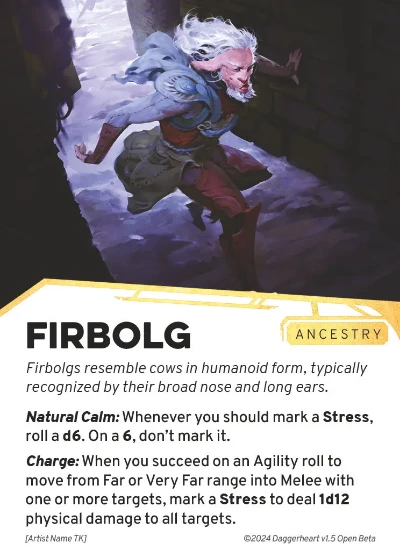 FIRBOLG
ANCESTRY
Firbolgs resemble cows in humanoid form, typically
recognized by their broad nose and long ears.
Natural Calm: Whenever you should mark a Stress,
roll a d6. On a 6, don't mark it.
Charge: When you succeed on an Agility roll to
move from Far or Very Far range into Melee with
one or more targets, mark a Stress to deal 1d12
physical damage to all targets.
[Artist Name TK]
©2024 Daggerheart v1.5 Open Beta